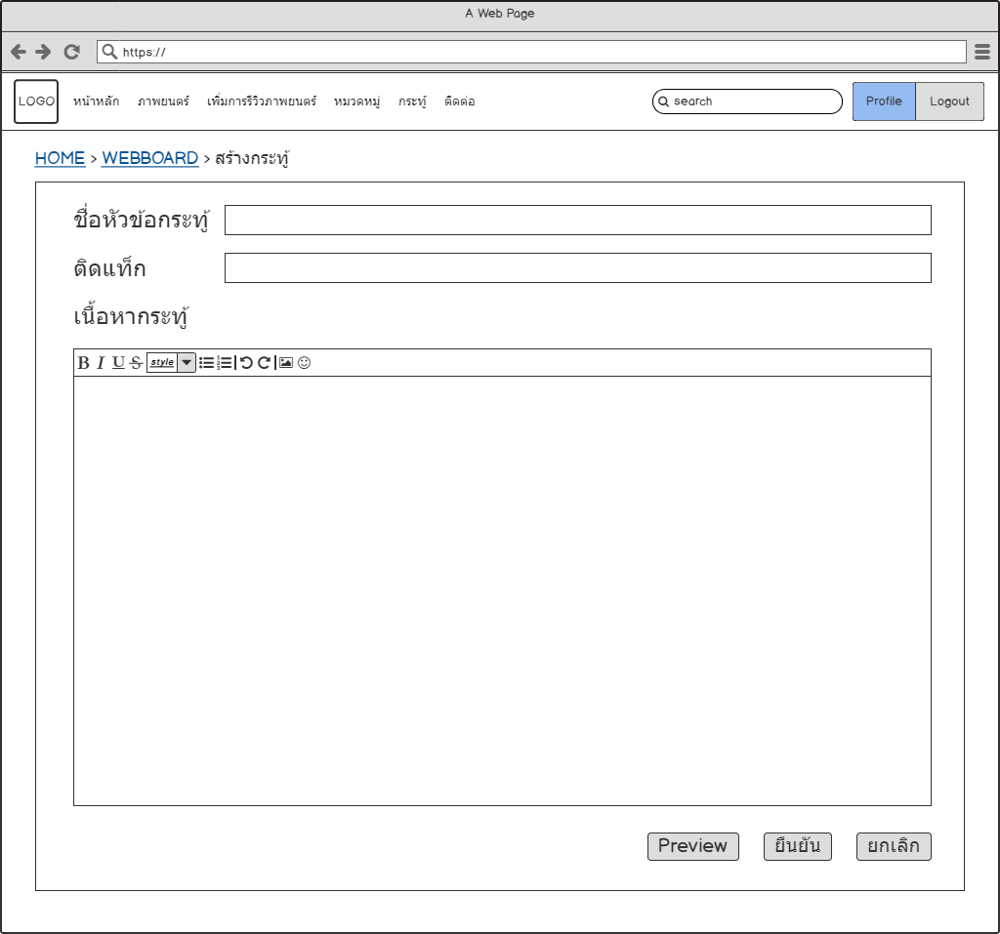 A Web Page
https://
LOGO หน้าหลัก ภาพยนตร์ เพิ่มการรีวิวภาพยนตร์ หมวดหมู่ กระทู้ ติดต่อ search Profile Logout
HOME > WEBBOARD > สร้างกระทู้
ชื่อหัวข้อกระทู้
ติดแท็ก
เนื้อหากระทู้
B I U S style
Preview ยืนยัน ยกเลิก